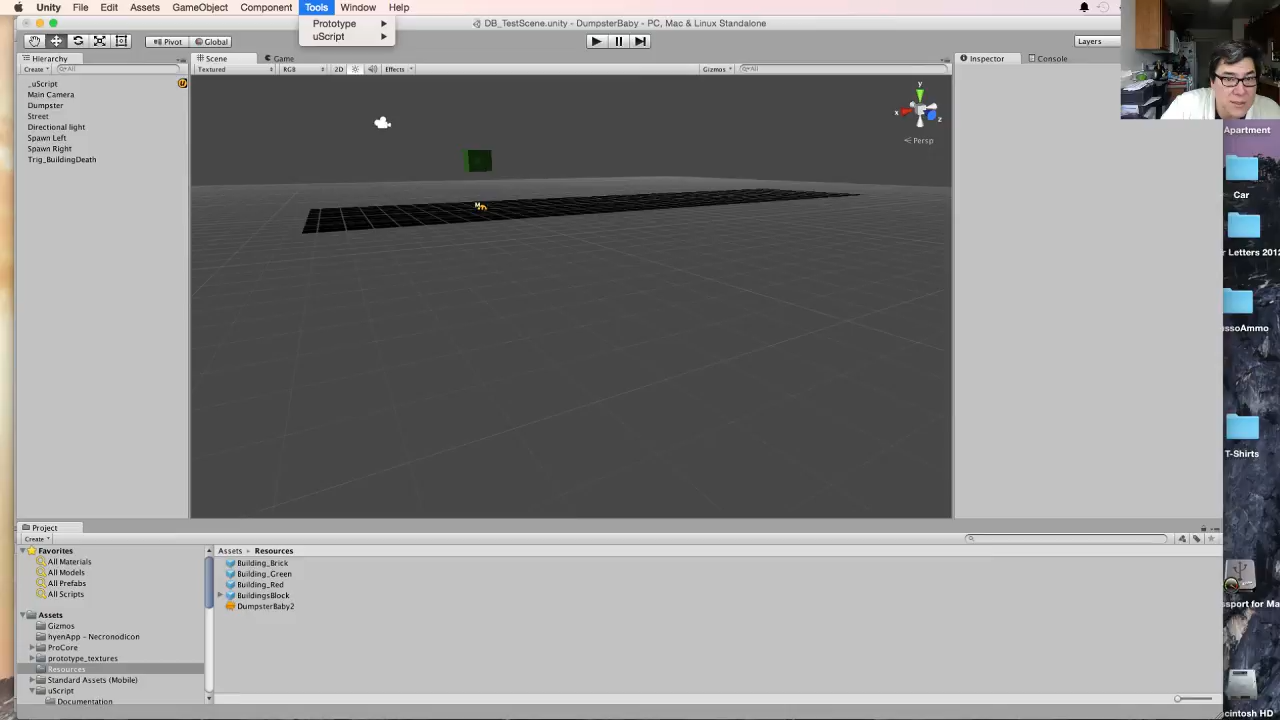 Unity File Edit Assets GameObject Component Tools Window Help
Prototype
uScript
DB_TestScene.unity - DumpsterBaby - PC, Mac & Linux Standalone
Pivot Global
Layers
Hierarchy
Scene Game
Inspector Console
Create All
Textured RGB 2D Effects
Gizmos All
_uScript
Main Camera
Dumpster
Street
Directional light
Spawn Left
Spawn Right
Trig_BuildingDeath
y
x
z
Persp
Apartment
Car
r Letters 2012
ssoAmmo
T-Shirts
assport for Ma
cintosh HD
Project
Create
Favorites
All Materials
All Models
All Prefabs
All Scripts
Assets
Gizmos
hyenApp - Necronodicon
ProCore
prototype_textures
Resources
Standard Assets (Mobile)
uScript
Documentation
Assets Resources
Building_Brick
Building_Green
Building_Red
BuildingsBlock
DumpsterBaby2